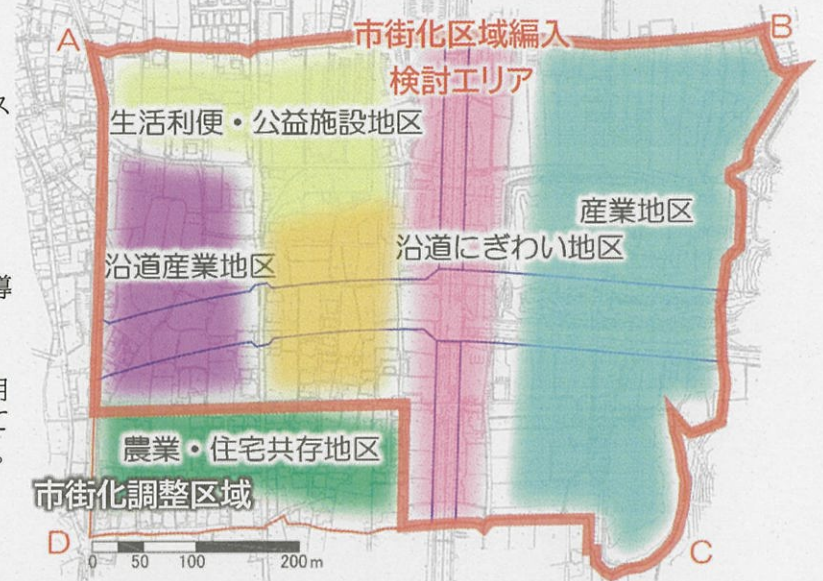 A
B
市街化区域編入
検討エリア
ス
生活利便・公益施設地区
産業地区
沿道にぎわい地区
沿道産業地区
導
農業・住宅共存地区
市街化調整区域
D
C
0 50 100 200m